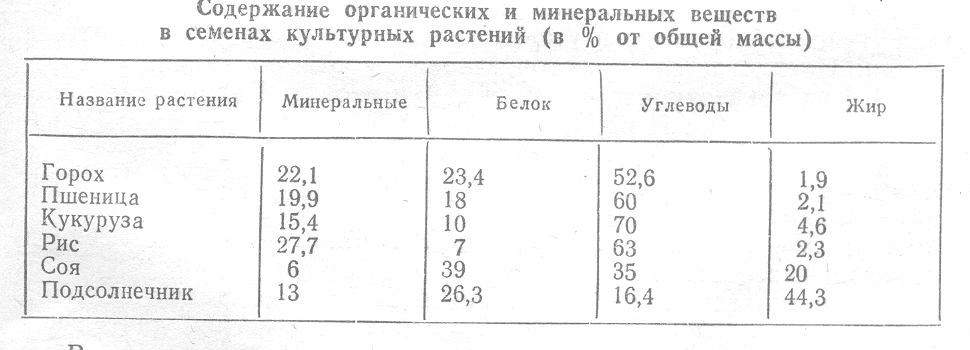 Содержание органических и минеральных веществ
в семенах культурных растений (в % от общей массы)
Название растения Минеральные Белок Углеводы Жир
Горох 22,1 23,4 52,6 1,9
Пшеница 19,9 18 60 2,1
Кукуруза 15,4 10 70 4,6
Рис 27,7 7 63 2,3
Соя 6 39 35 20
Подсолнечник 13 26,3 16,4 44,3